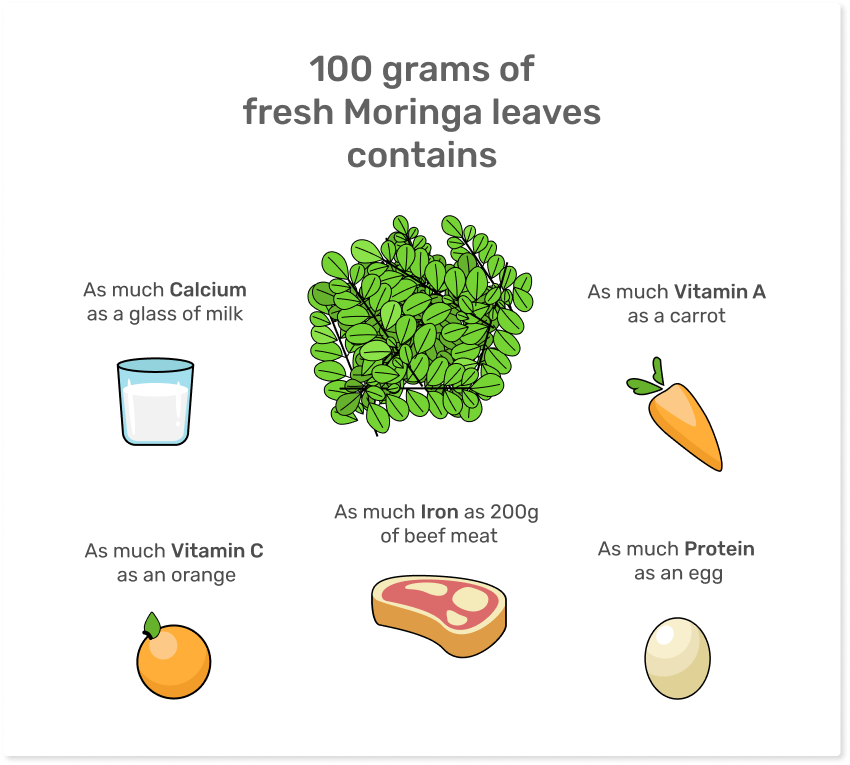 100 grams of
fresh Moringa leaves
contains
As much Calcium
as a glass of milk
As much Vitamin A
as a carrot
As much Iron as 200g
of beef meat
As much Vitamin C
as an orange
As much Protein
as an egg